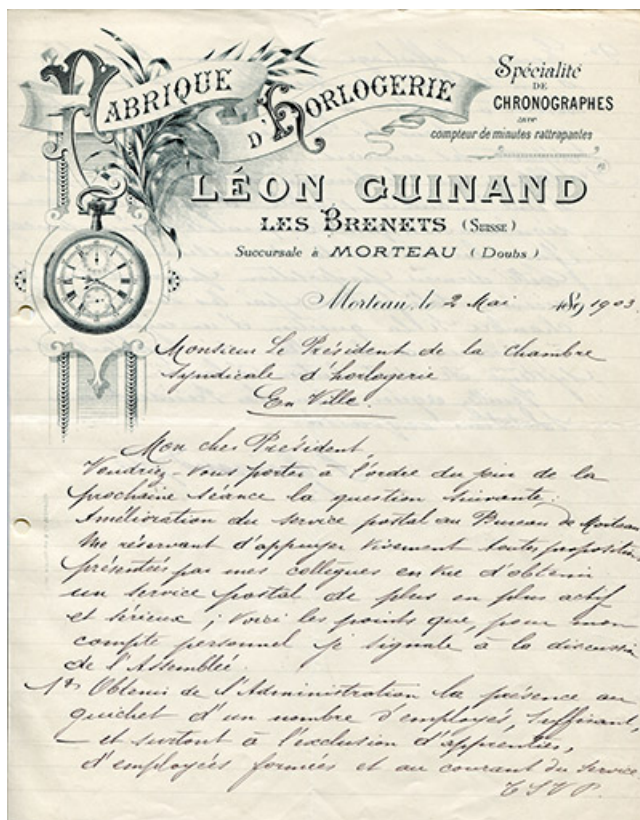 FABRIQUE
D'HORLOGERIE
Spécialité
DE
CHRONOGRAPHES
avec
compteur de minutes rattrapantes
LÉON GUINAND
LES BRENETS (SUISSE)
Succursale à MORTEAU (Doubs)
Morteau, le 2 Mai 189 1903
Monsieur Le Président de la Chambre
Syndicale d'horlogerie
En Ville.
Mon cher Président,
Voudriez-vous porter à l'ordre du jour de la
prochaine séance la question suivante:
Amélioration du service postal au Bureau de Morteau
Me réservant d'appuyer vivement toutes proposition
présentées par mes collègues en vue d'obtenir
un service postal de plus en plus actif
et sérieux; voici les points que, pour mon
compte personnel je signale à la discussion
de l'Assemblée.
1° Obtenir de l'Administration la présence au
guichet d'un nombre d'employés, suffisant,
— et surtout à l'exclusion d'apprenties,
d'employées formées et au courant du service
T S V P.